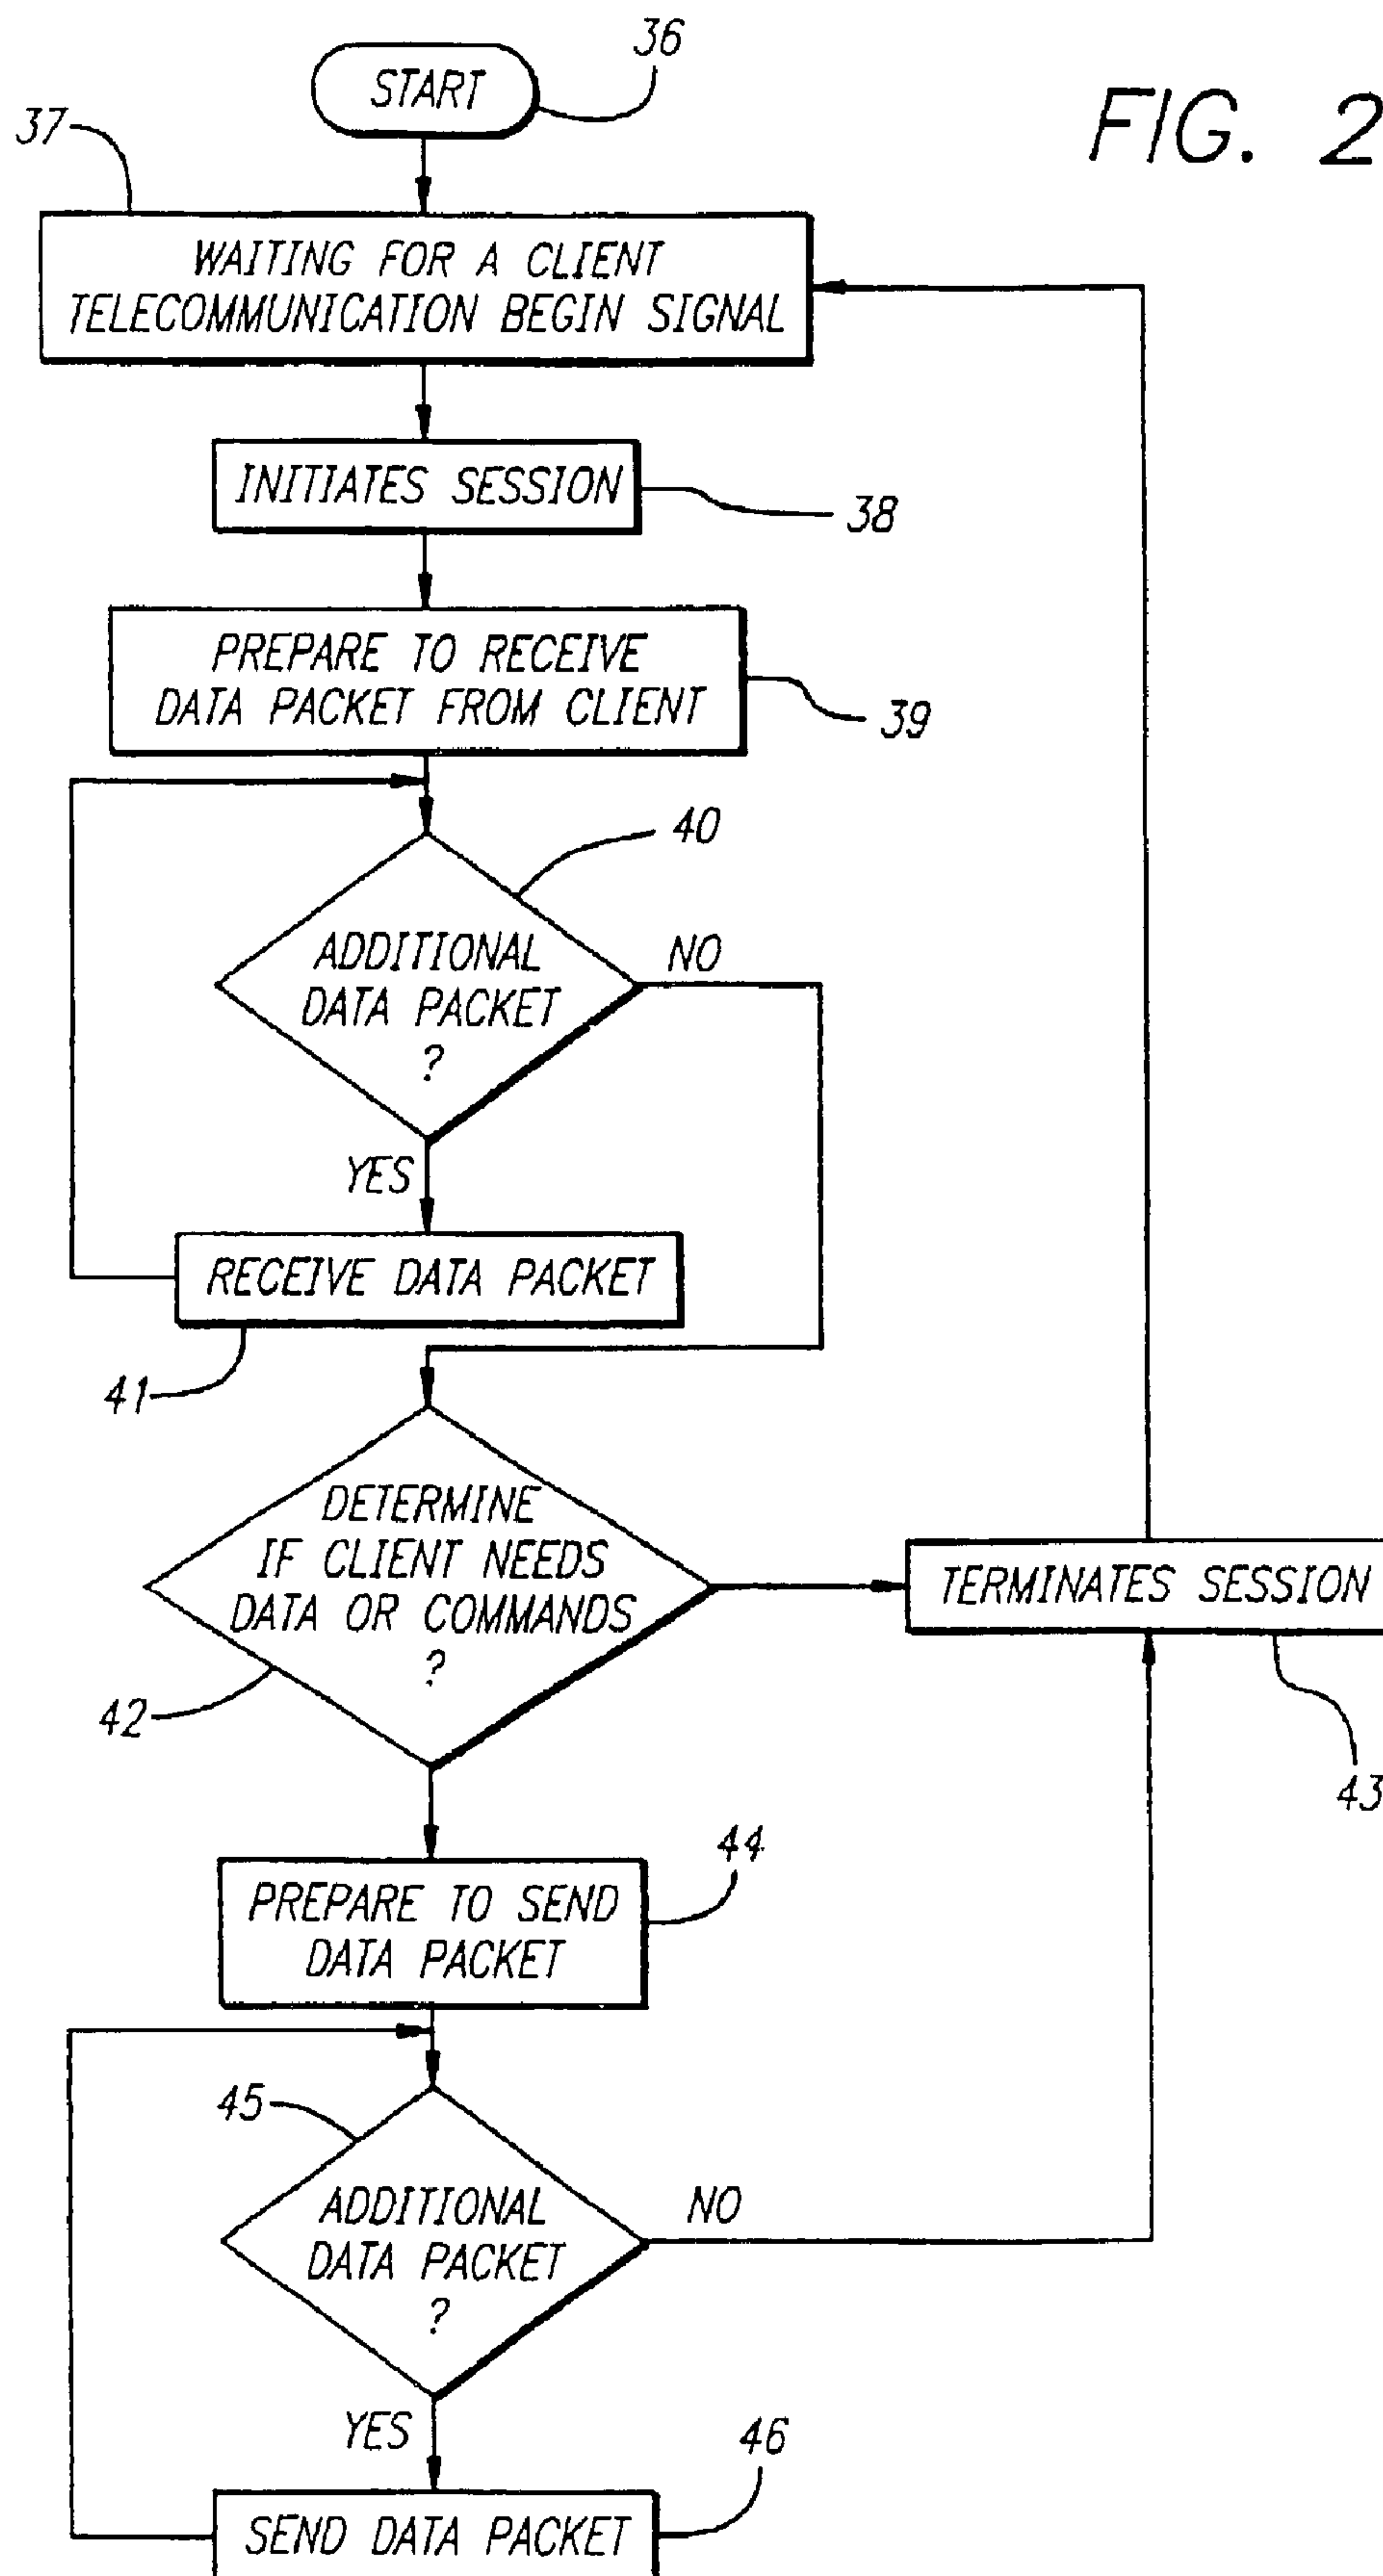 36
START
FIG. 2
37
WAITING FOR A CLIENT
TELECOMMUNICATION BEGIN SIGNAL
INITIATES SESSION
38
PREPARE TO RECEIVE
DATA PACKET FROM CLIENT
39
40
ADDITIONAL
DATA PACKET
?
NO
YES
RECEIVE DATA PACKET
41
DETERMINE
IF CLIENT NEEDS
DATA OR COMMANDS
?
42
TERMINATES SESSION
43
44
PREPARE TO SEND
DATA PACKET
45
ADDITIONAL
DATA PACKET
?
NO
YES
46
SEND DATA PACKET